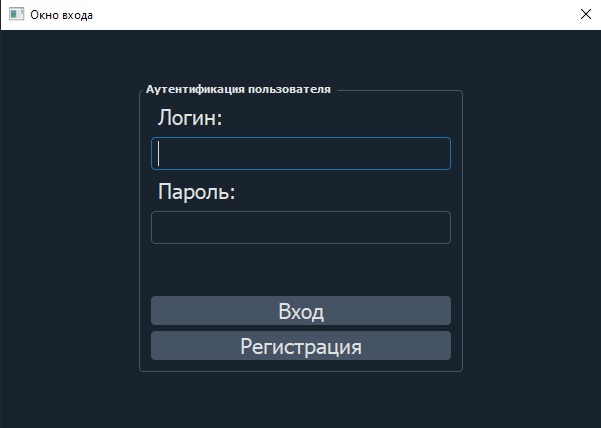 Окно входа
Аутентификация пользователя
Логин:
Пароль:
Вход
Регистрация